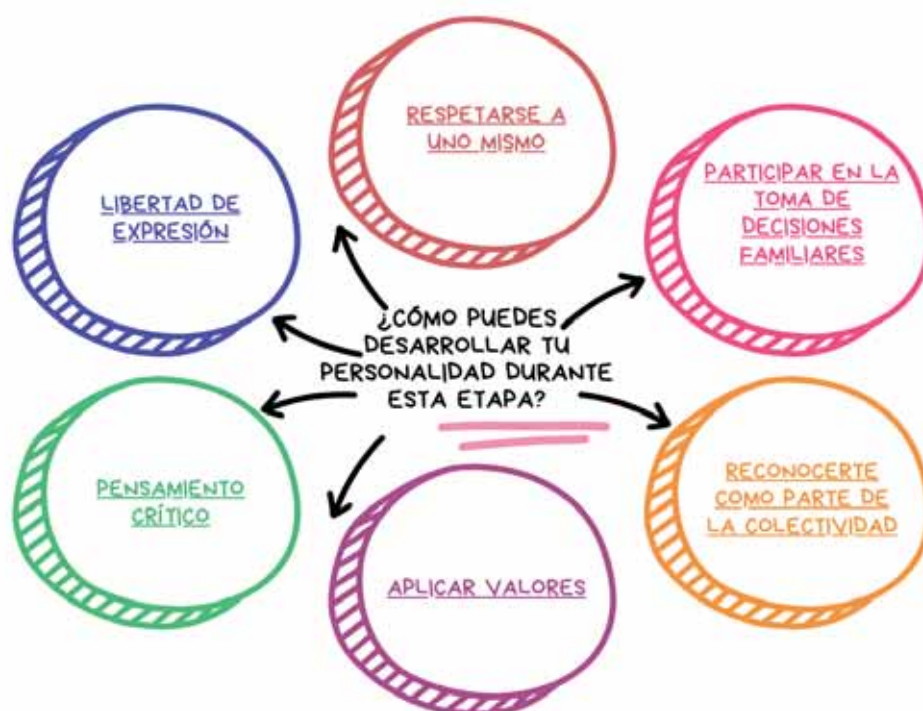 RESPETARSE A
UNO MISMO
LIBERTAD DE
EXPRESIÓN
PARTICIPAR EN LA
TOMA DE
DECISIONES
FAMILIARES
¿CÓMO PUEDES
DESARROLLAR TU
PERSONALIDAD DURANTE
ESTA ETAPA?
PENSAMIENTO
CRÍTICO
RECONOCERTE
COMO PARTE DE
LA COLECTIVIDAD
APLICAR VALORES